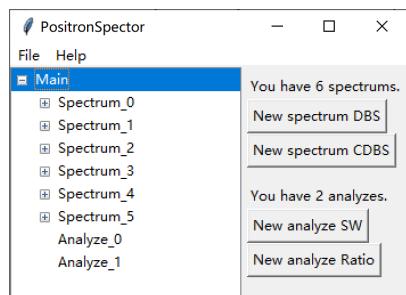 PositronSpector
File Help
Main
Spectrum_0
Spectrum_1
Spectrum_2
Spectrum_3
Spectrum_4
Spectrum_5
Analyze_0
Analyze_1
You have 6 spectrums.
New spectrum DBS
New spectrum CDBS
You have 2 analyzes.
New analyze SW
New analyze Ratio